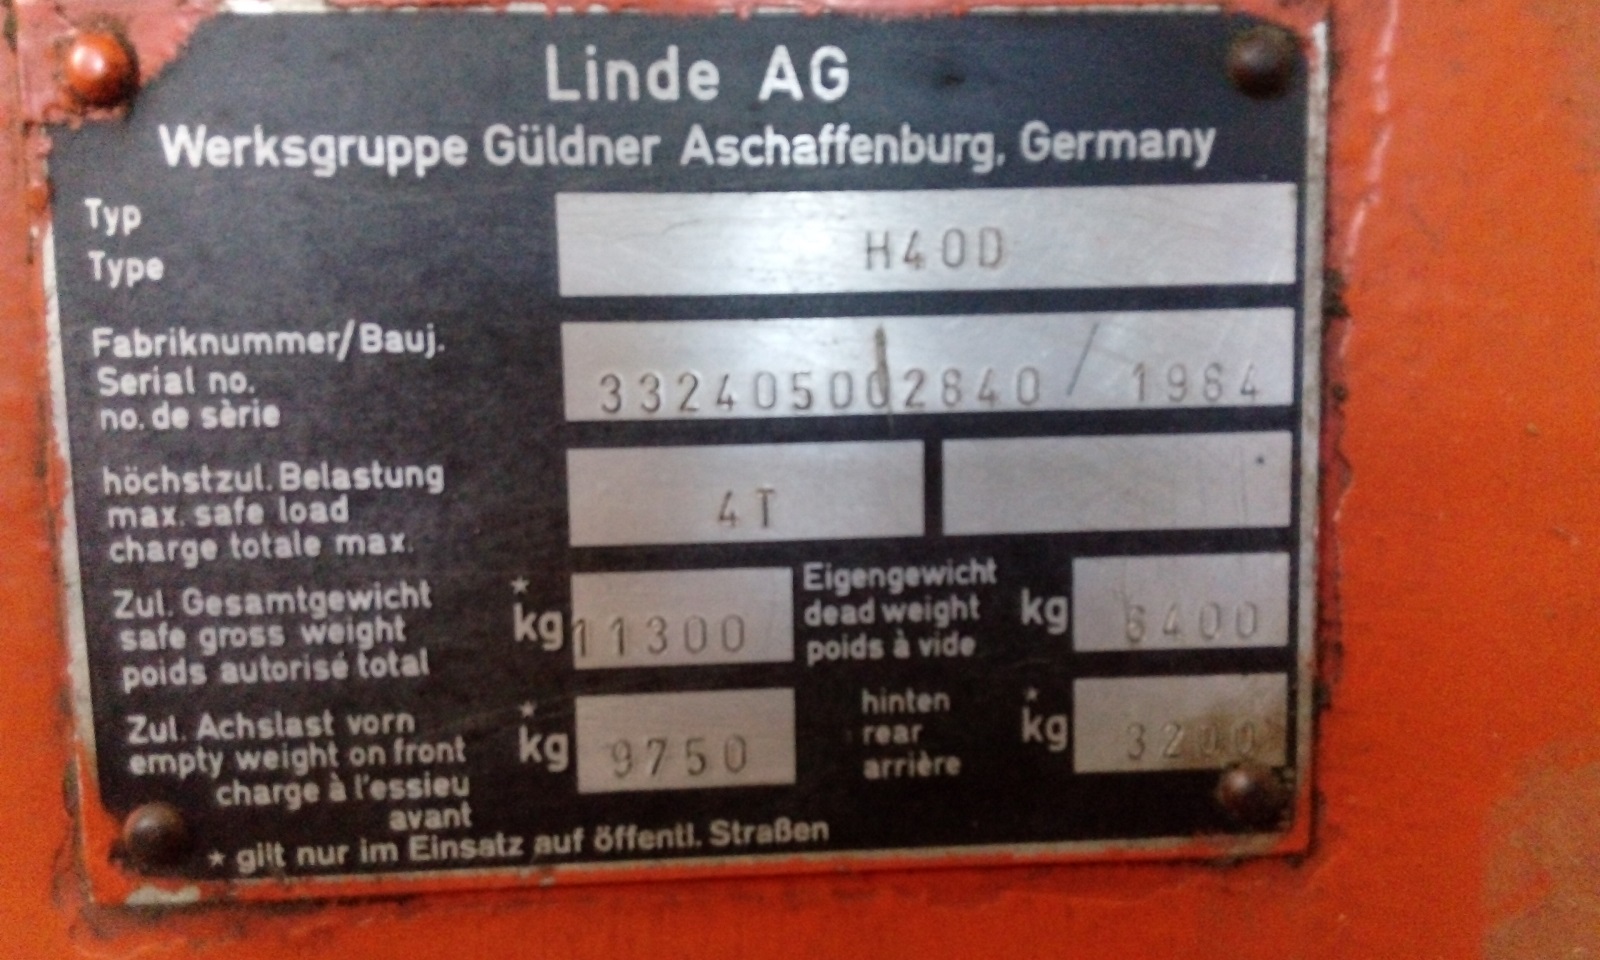 Linde AG
Werksgruppe Güldner Aschaffenburg, Germany
Typ
Type
H40D
Fabriknummer/Bauj.
Serial no.
no. de sèrie
332405002840 / 1984
höchstzul. Belastung
max. safe load
charge totale max.
4T
Zul. Gesamtgewicht
safe gross weight
poids autorisé total
* kg 11300
Eigengewicht
dead weight
poids à vide
kg 6400
Zul. Achslast vorn
empty weight on front
charge à l'essieu
avant
* kg 9750
hinten
rear
arrière
* kg 3200
* gilt nur im Einsatz auf öffentl. Straßen